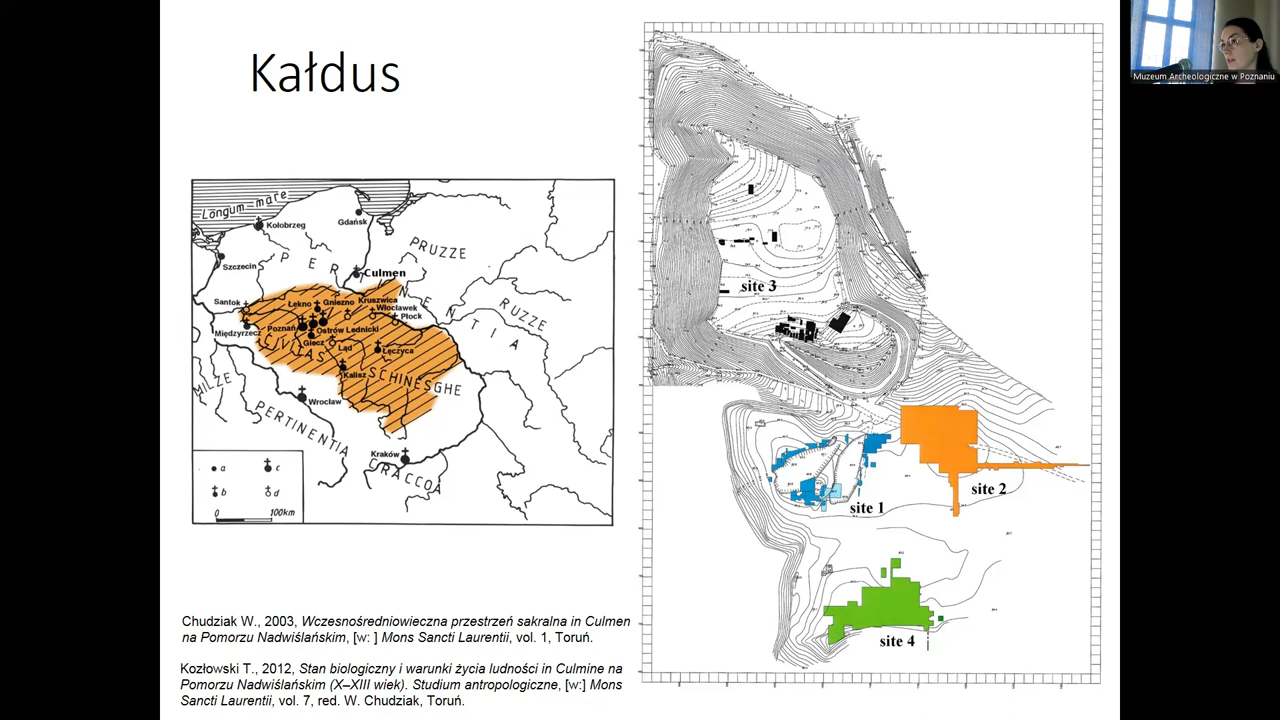 Kałdus
Muzeum Archeologiczne w Poznaniu
Longum mare
Kołobrzeg
Gdańsk
PRUZZE
Szczecin
PER
Culmen
TINENTIA
RUZZE
Santok
Łekno
Gniezno
Kruszwica
Włocławek
Płock
Poznań
Ostrów Lednicki
Międzyrzecz
Giecz
Ląd
Łęczyca
CIVITAS
Kalisz
SCHINESGHE
MILZE
Wrocław
PERTINENTIA
Kraków
CRACCOA
a
c
b
d
0
100km
site 3
site 2
site 1
site 4
Chudziak W., 2003, Wczesnośredniowieczna przestrzeń sakralna in Culmen
na Pomorzu Nadwiślańskim, [w: ] Mons Sancti Laurentii, vol. 1, Toruń.
Kozłowski T., 2012, Stan biologiczny i warunki życia ludności in Culmine na
Pomorzu Nadwiślańskim (X–XIII wiek). Studium antropologiczne, [w:] Mons
Sancti Laurentii, vol. 7, red. W. Chudziak, Toruń.